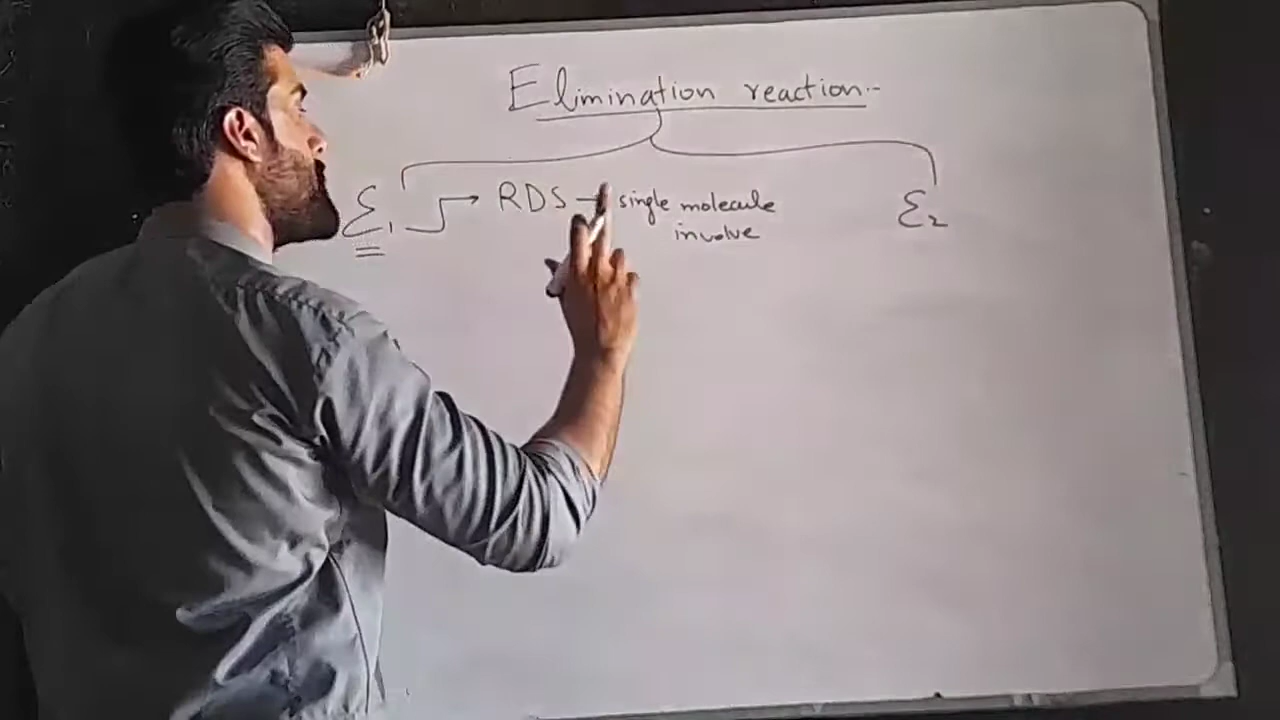 Elimination reaction..
E1 → RDS → single molecule
involve
E2